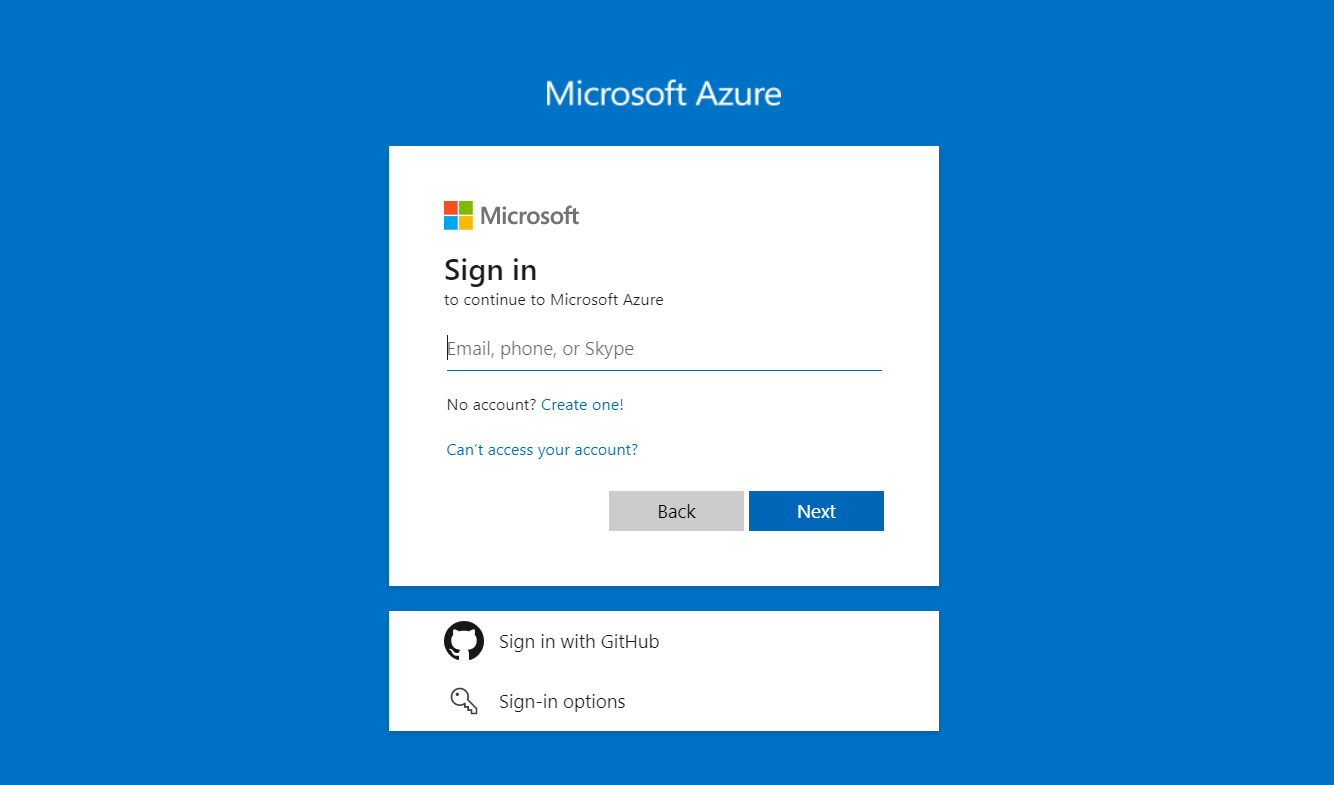 Microsoft Azure
Microsoft
Sign in
to continue to Microsoft Azure
Email, phone, or Skype
No account? Create one!
Can’t access your account?
Back Next
Sign in with GitHub
Sign-in options